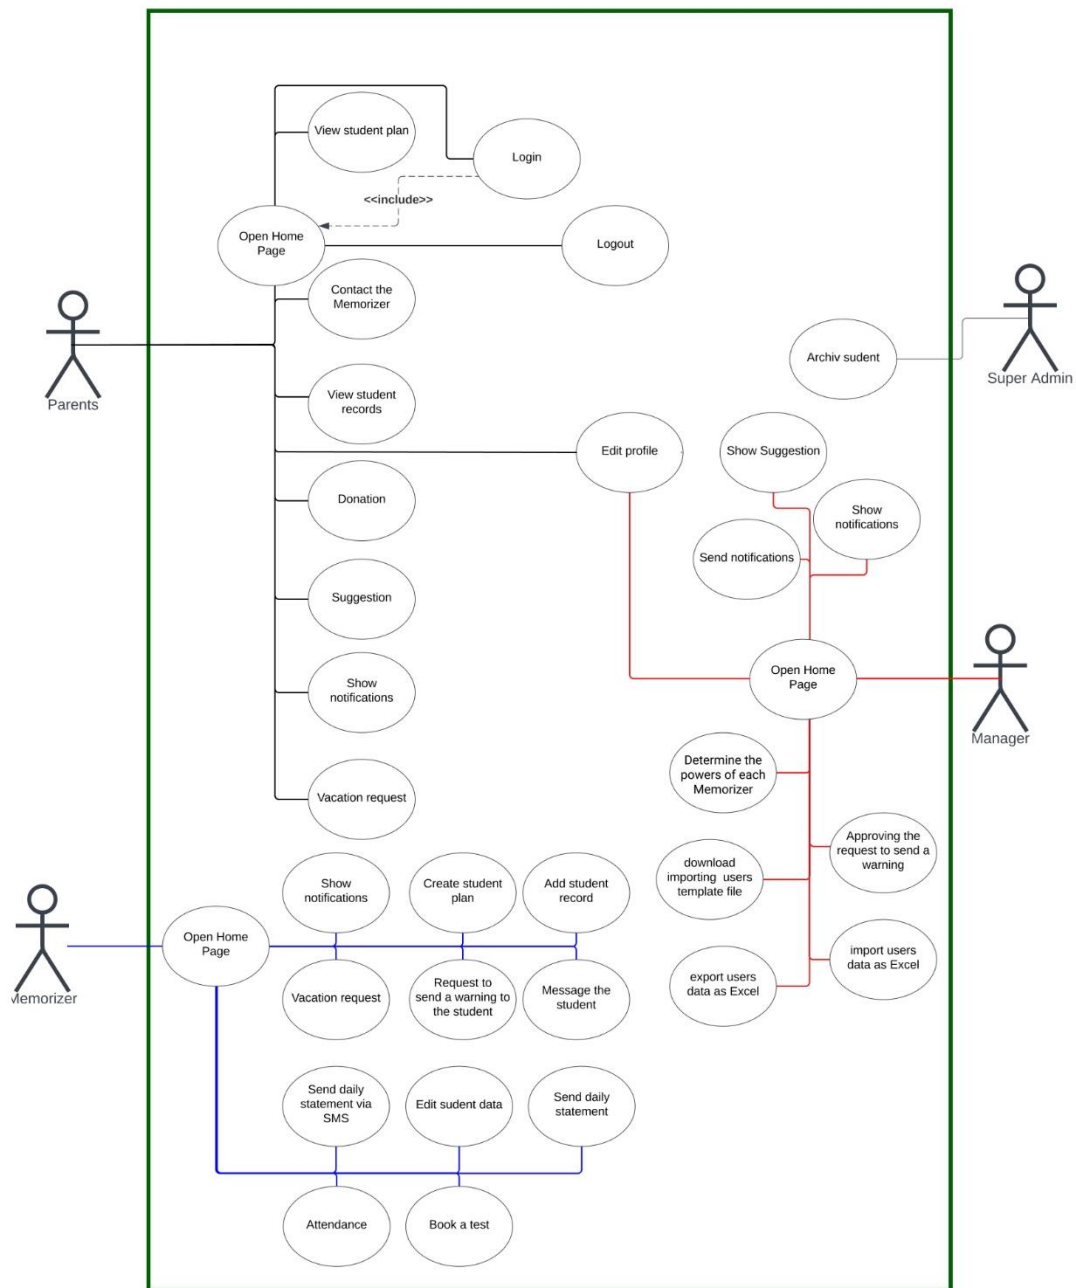 View student plan
Login
<<include>>
Open Home
Page
Logout
Contact the
Memorizer
Parents
Archiv sudent
Super Admin
View student
records
Edit profile
Show Suggestion
Donation
Show
notifications
Send notifications
Suggestion
Show
notifications
Open Home
Page
Manager
Vacation request
Determine the
powers of each
Memorizer
Approving the
request to send a
warning
download
importing users
template file
import users
data as Excel
export users
data as Excel
Show
notifications
Create student
plan
Add student
record
Open Home
Page
Memorizer
Vacation request
Request to
send a warning to
the student
Message the
student
Send daily
statement via
SMS
Edit sudent data
Send daily
statement
Attendance
Book a test